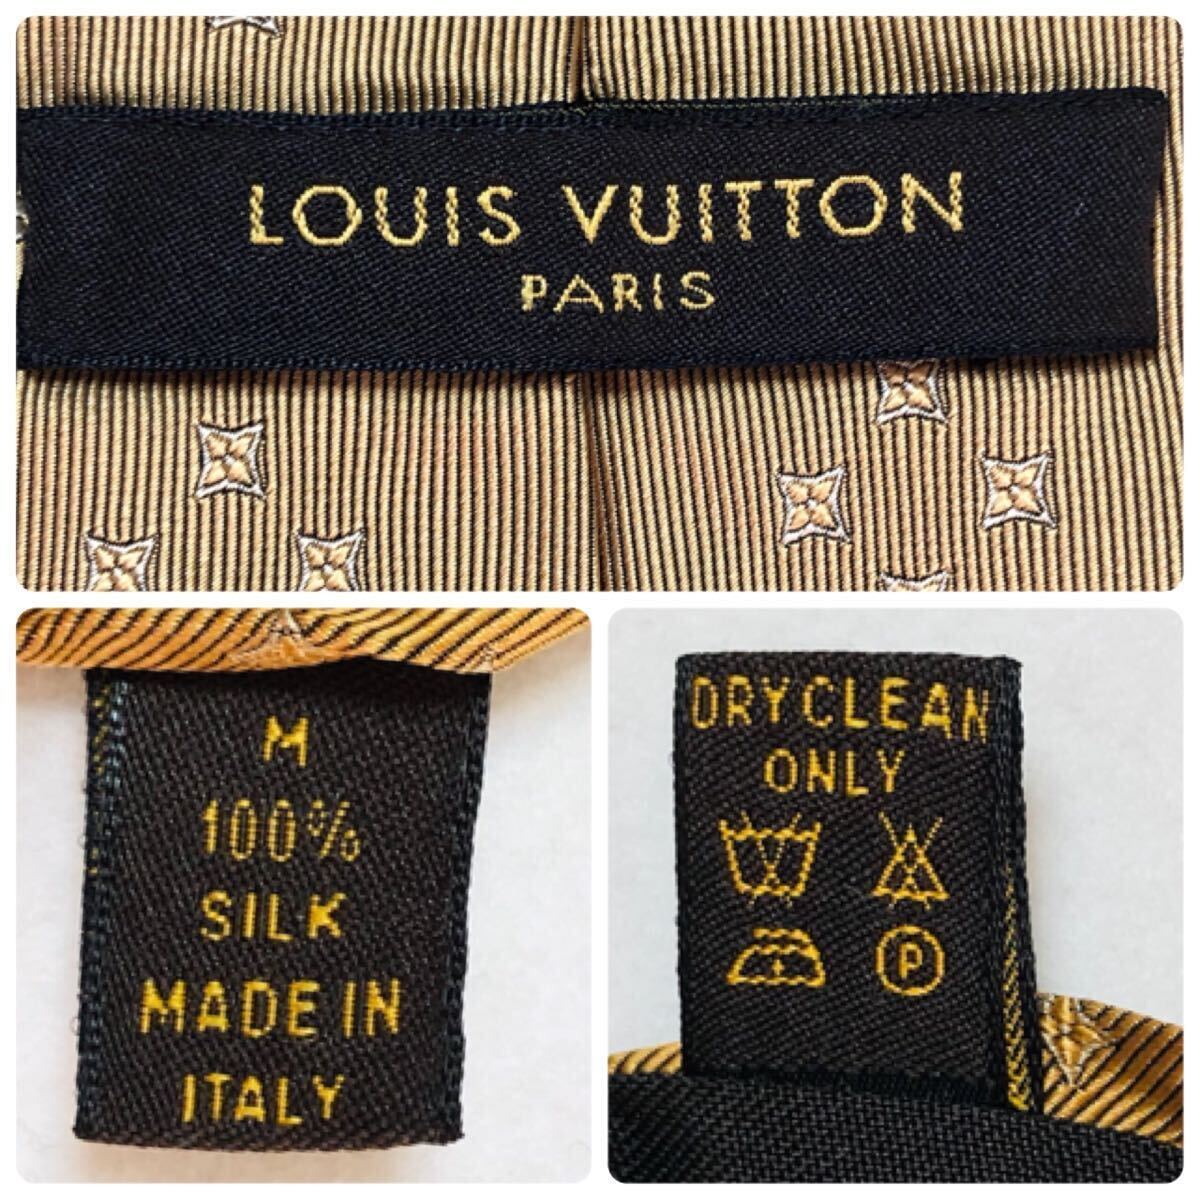 LOUIS VUITTON
PARIS
M
100%
SILK
MADE IN
ITALY
DRYCLEAN
ONLY
P